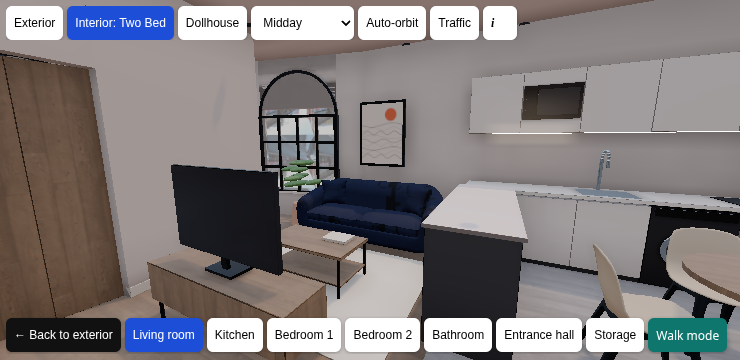 Exterior
Interior: Two Bed
Dollhouse
Midday
Auto-orbit
Traffic
i
← Back to exterior
Living room
Kitchen
Bedroom 1
Bedroom 2
Bathroom
Entrance hall
Storage
Walk mode